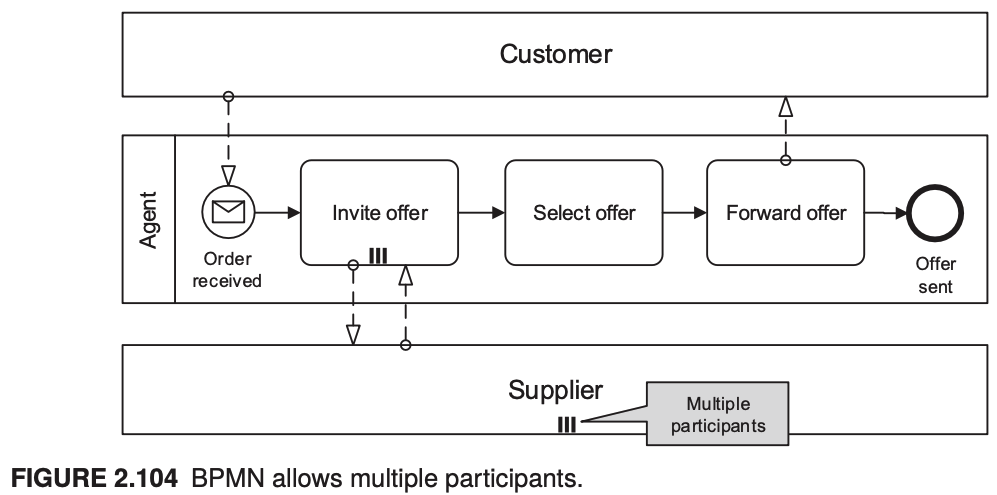 Customer
Agent
Order
received
Invite offer
Select offer
Forward offer
Offer
sent
Supplier
Multiple
participants
FIGURE 2.104 BPMN allows multiple participants.